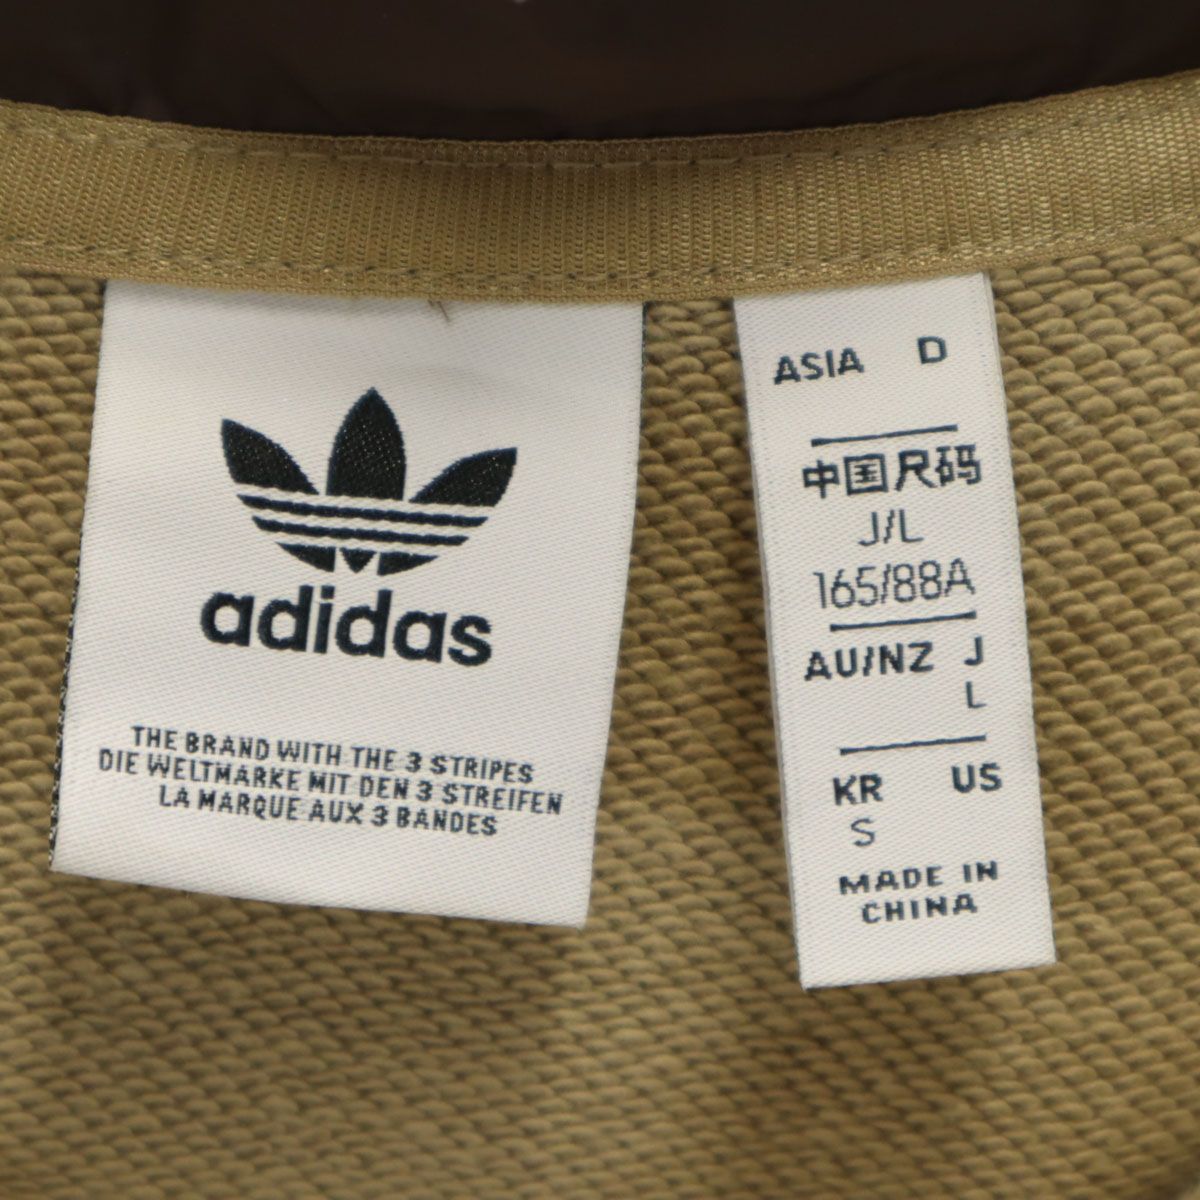 adidas
THE BRAND WITH THE 3 STRIPES
DIE WELTMARKE MIT DEN 3 STREIFEN
LA MARQUE AUX 3 BANDES
ASIA D
中国尺码
J/L
165/88A
AU/NZ J
L
KR US
S
MADE IN
CHINA